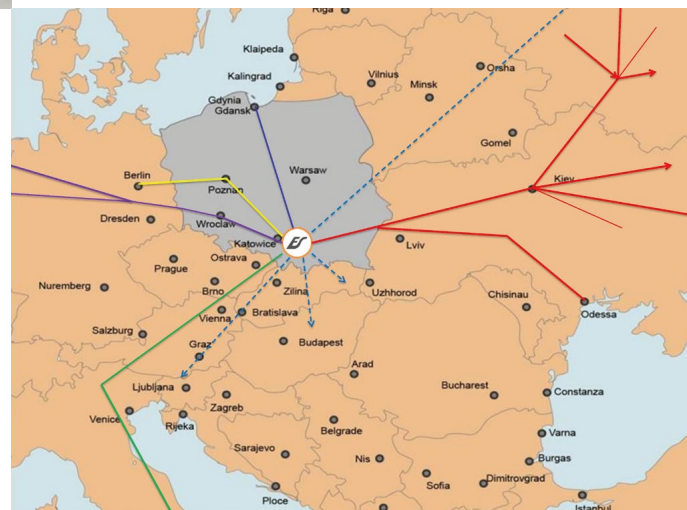 Riga
Klaipeda
Kalingrad
Vilnius
Minsk
Orsha
Gdynia
Gdansk
Gomel
Berlin
Poznan
Warsaw
Kiev
Dresden
Wroclaw
Katowice
Lviv
Ostrava
Prague
Nuremberg
Brno
Zilina
Uzhhorod
Chisinau
Odessa
Vienna
Bratislava
Salzburg
Graz
Budapest
Ljubljana
Arad
Bucharest
Constanza
Venice
Zagreb
Rijeka
Belgrade
Varna
Sarajevo
Nis
Burgas
Sofia
Dimitrovgrad
Ploce
Istanbul
ES